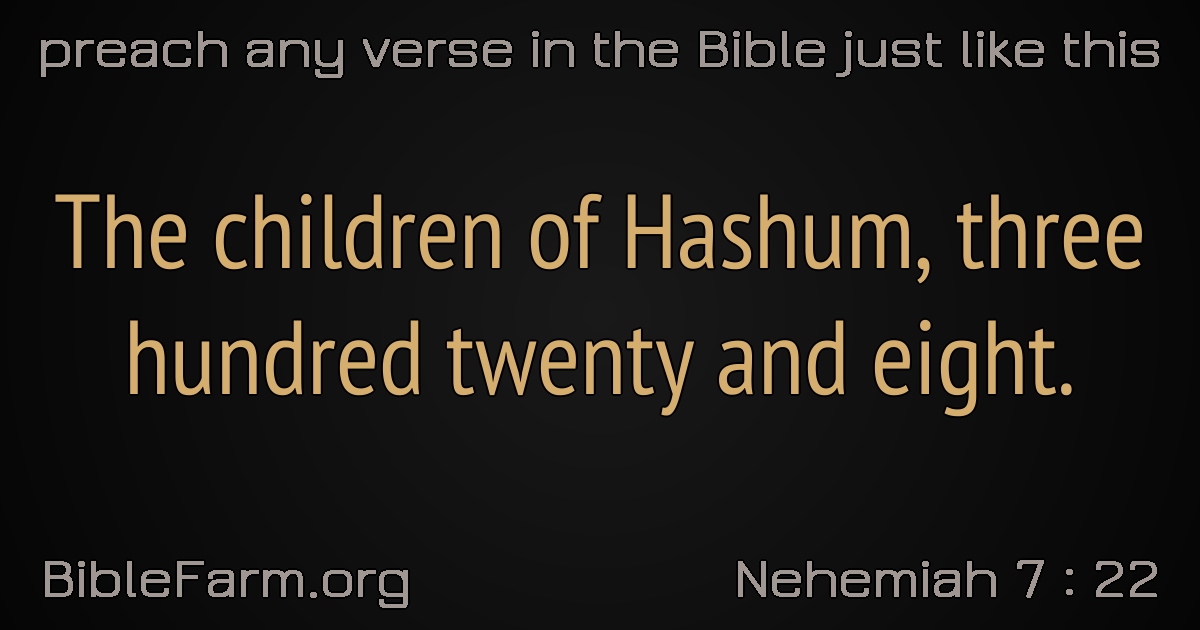 preach any verse in the Bible just like this
The children of Hashum, three
hundred twenty and eight.
BibleFarm.org
Nehemiah 7 : 22